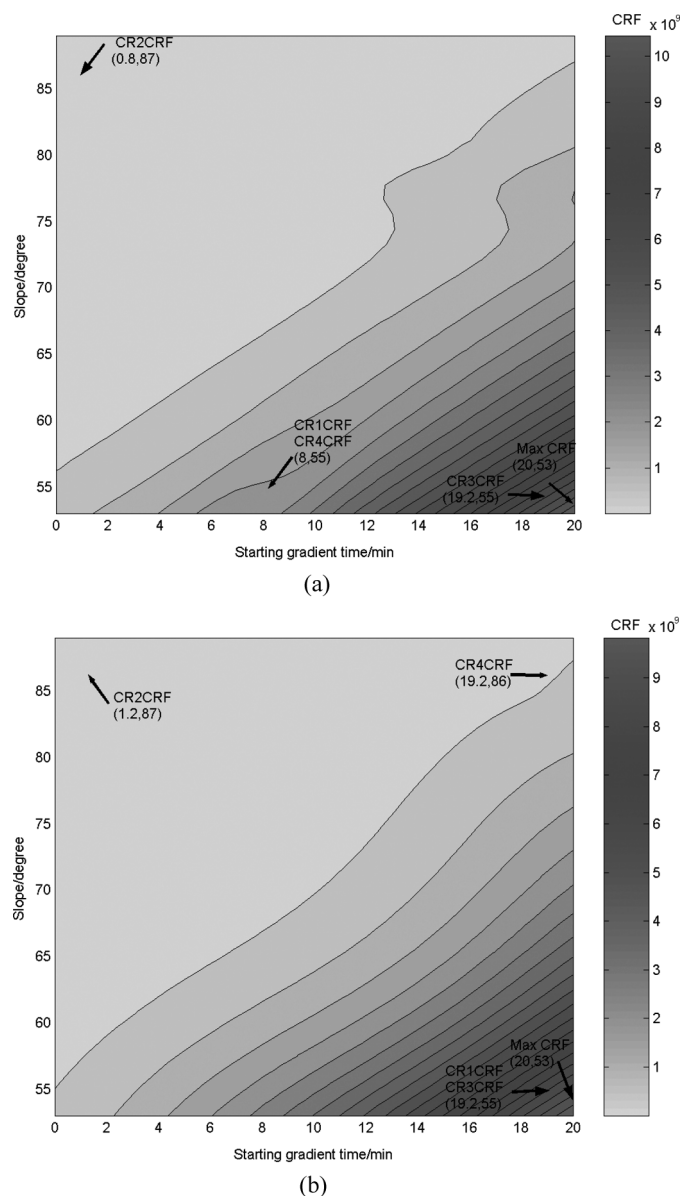 CRF x 10⁹
CR2CRF
(0.8,87)
85
80
75
70
65
60
55
Slope/degree
CR1CRF
CR4CRF
(8,55)
Max CRF
(20,53)
CR3CRF
(19.2,55)
0 2 4 6 8 10 12 14 16 18 20
Starting gradient time/min
10
9
8
7
6
5
4
3
2
1
(a)
CRF x 10⁹
CR4CRF
(19.2,86)
CR2CRF
(1.2,87)
85
80
75
70
65
60
55
Slope/degree
Max CRF
(20,53)
CR1CRF
CR3CRF
(19.2,55)
0 2 4 6 8 10 12 14 16 18 20
Starting gradient time/min
9
8
7
6
5
4
3
2
1
(b)